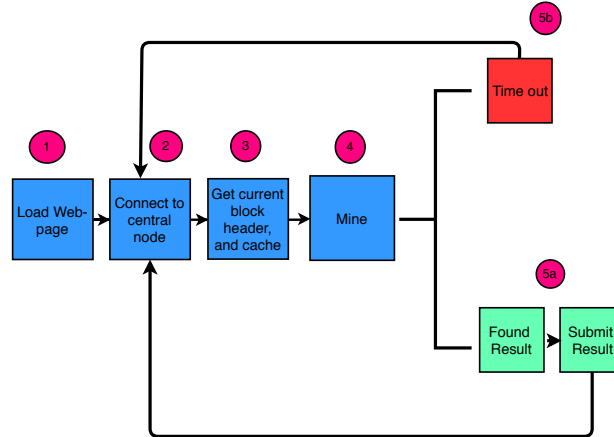 5b
Time out
1
2
3
4
Load Web-
page
Connect to
central
node
Get current
block
header,
and cache
Mine
5a
Found
Result
Submit
Result